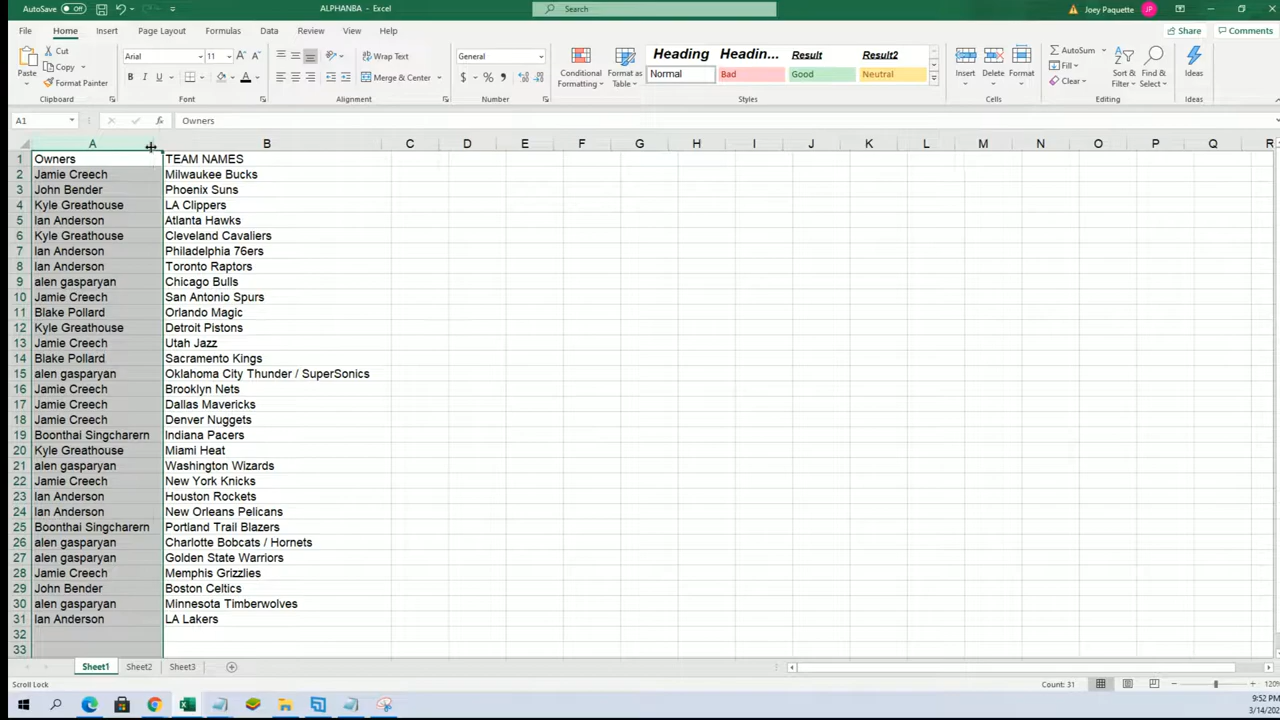 AutoSave Off ALPHANBA - Excel Search Joey Paquette JP
File Home Insert Page Layout Formulas Data Review View Help Share Comments
Paste Cut Copy Format Painter Clipboard
Arial 11 A A B I U A Font
Wrap Text Merge & Center Alignment
General $ % Number
Conditional Formatting Format as Table
Heading Headin... Result Result2
Normal Bad Good Neutral
Styles
Insert Delete Format Cells
AutoSum Fill Clear Sort & Filter Find & Select Editing
Ideas Ideas
A1 fx Owners
A B C D E F G H I J K L M N O P Q R
1 Owners TEAM NAMES
2 Jamie Creech Milwaukee Bucks
3 John Bender Phoenix Suns
4 Kyle Greathouse LA Clippers
5 Ian Anderson Atlanta Hawks
6 Kyle Greathouse Cleveland Cavaliers
7 Ian Anderson Philadelphia 76ers
8 Ian Anderson Toronto Raptors
9 alen gasparyan Chicago Bulls
10 Jamie Creech San Antonio Spurs
11 Blake Pollard Orlando Magic
12 Kyle Greathouse Detroit Pistons
13 Jamie Creech Utah Jazz
14 Blake Pollard Sacramento Kings
15 alen gasparyan Oklahoma City Thunder / SuperSonics
16 Jamie Creech Brooklyn Nets
17 Jamie Creech Dallas Mavericks
18 Jamie Creech Denver Nuggets
19 Boonthai Singcharern Indiana Pacers
20 Kyle Greathouse Miami Heat
21 alen gasparyan Washington Wizards
22 Jamie Creech New York Knicks
23 Ian Anderson Houston Rockets
24 Ian Anderson New Orleans Pelicans
25 Boonthai Singcharern Portland Trail Blazers
26 alen gasparyan Charlotte Bobcats / Hornets
27 alen gasparyan Golden State Warriors
28 Jamie Creech Memphis Grizzlies
29 John Bender Boston Celtics
30 alen gasparyan Minnesota Timberwolves
31 Ian Anderson LA Lakers
32
33
Sheet1 Sheet2 Sheet3
Scroll Lock Count: 31 120%
9:52 PM
3/14/202